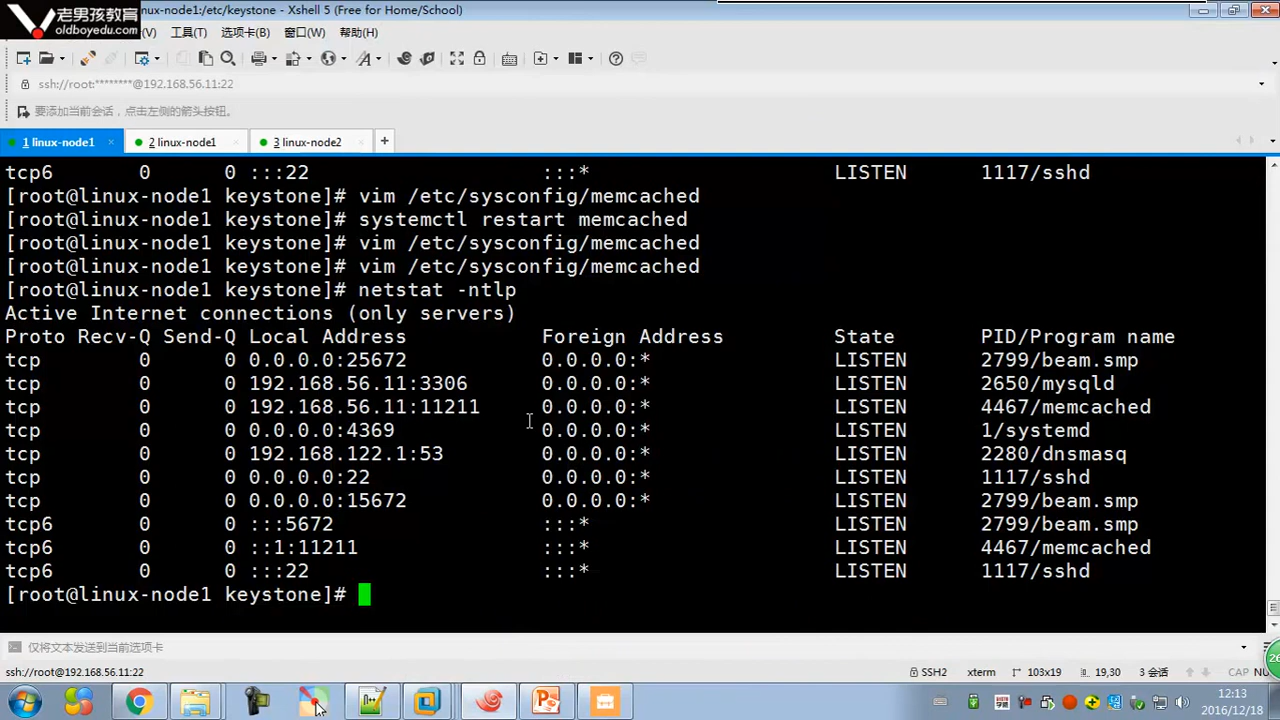 老男孩教育
oldboyedu.com
nux-node1:/etc/keystone - Xshell 5 (Free for Home/School)
(V) 工具(T) 选项卡(B) 窗口(W) 帮助(H)
ssh://root:********@192.168.56.11:22
要添加当前会话，点击左侧的箭头按钮。
1 linux-node1 × 2 linux-node1 × 3 linux-node2 × +
tcp6 0 0 :::22 :::* LISTEN 1117/sshd
[root@linux-node1 keystone]# vim /etc/sysconfig/memcached
[root@linux-node1 keystone]# systemctl restart memcached
[root@linux-node1 keystone]# vim /etc/sysconfig/memcached
[root@linux-node1 keystone]# vim /etc/sysconfig/memcached
[root@linux-node1 keystone]# netstat -ntlp
Active Internet connections (only servers)
Proto Recv-Q Send-Q Local Address Foreign Address State PID/Program name
tcp 0 0 0.0.0.0:25672 0.0.0.0:* LISTEN 2799/beam.smp
tcp 0 0 192.168.56.11:3306 0.0.0.0:* LISTEN 2650/mysqld
tcp 0 0 192.168.56.11:11211 0.0.0.0:* LISTEN 4467/memcached
tcp 0 0 0.0.0.0:4369 0.0.0.0:* LISTEN 1/systemd
tcp 0 0 192.168.122.1:53 0.0.0.0:* LISTEN 2280/dnsmasq
tcp 0 0 0.0.0.0:22 0.0.0.0:* LISTEN 1117/sshd
tcp 0 0 0.0.0.0:15672 0.0.0.0:* LISTEN 2799/beam.smp
tcp6 0 0 :::5672 :::* LISTEN 2799/beam.smp
tcp6 0 0 ::1:11211 :::* LISTEN 4467/memcached
tcp6 0 0 :::22 :::* LISTEN 1117/sshd
[root@linux-node1 keystone]#
仅将文本发送到当前选项卡
ssh://root@192.168.56.11:22 SSH2 xterm 103x19 19,30 3 会话 CAP NU
26
12:13
2016/12/18